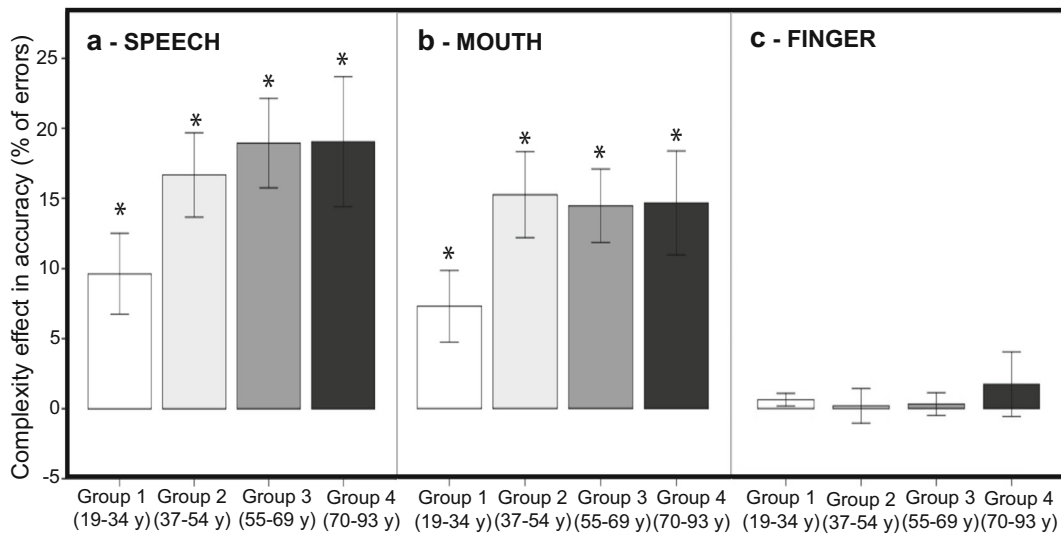 Complexity effect in accuracy (% of errors)
25
20
15
10
5
0
-5
a - SPEECH
*
*
*
*
Group 1
(19-34 y)
Group 2
(37-54 y)
Group 3
(55-69 y)
Group 4
(70-93 y)
b - MOUTH
*
*
*
*
Group 1
(19-34 y)
Group 2
(37-54 y)
Group 3
(55-69 y)
Group 4
(70-93 y)
c - FINGER
Group 1
(19-34 y)
Group 2
(37-54 y)
Group 3
(55-69 y)
Group 4
(70-93 y)